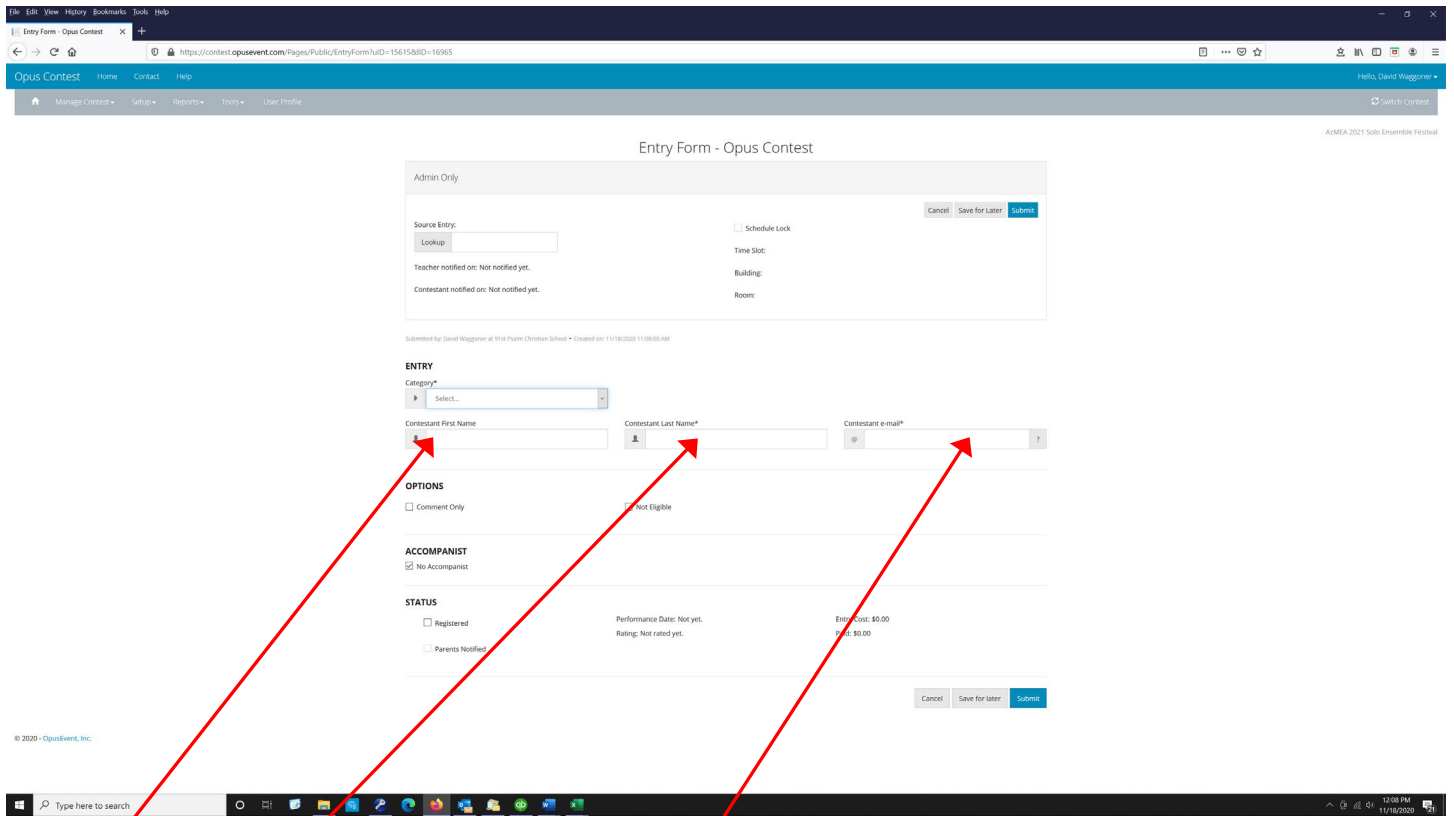 File Edit View History Bookmarks Tools Help
Entry Form - Opus Contest
https://contest.opusevent.com/Pages/Public/EntryForm?uID=15615&dID=16965
Opus Contest Home Contact Help Hello, David Waggoner
Manage Contest Setup Reports Tools User Profile Switch Contest
AzMEA 2021 Solo Ensemble Festival
Entry Form - Opus Contest
Admin Only
Cancel Save for Later Submit
Source Entry: Schedule Lock
Lookup
Time Slot:
Teacher notified on: Not notified yet.
Building:
Contestant notified on: Not notified yet.
Room:
Submitted by: David Waggoner at 91st Psalm Christian School - Created on: 11/18/2020 11:08:00 AM
ENTRY
Category*
Select...
Contestant First Name Contestant Last Name* Contestant e-mail*
@ ?
OPTIONS
Comment Only Not Eligible
ACCOMPANIST
No Accompanist
STATUS
Registered Performance Date: Not yet. Entry Cost: $0.00
Rating: Not rated yet. Paid: $0.00
Parents Notified
Cancel Save for later Submit
© 2020 - OpusEvent, Inc.
Type here to search 12:08 PM
11/18/2020 21